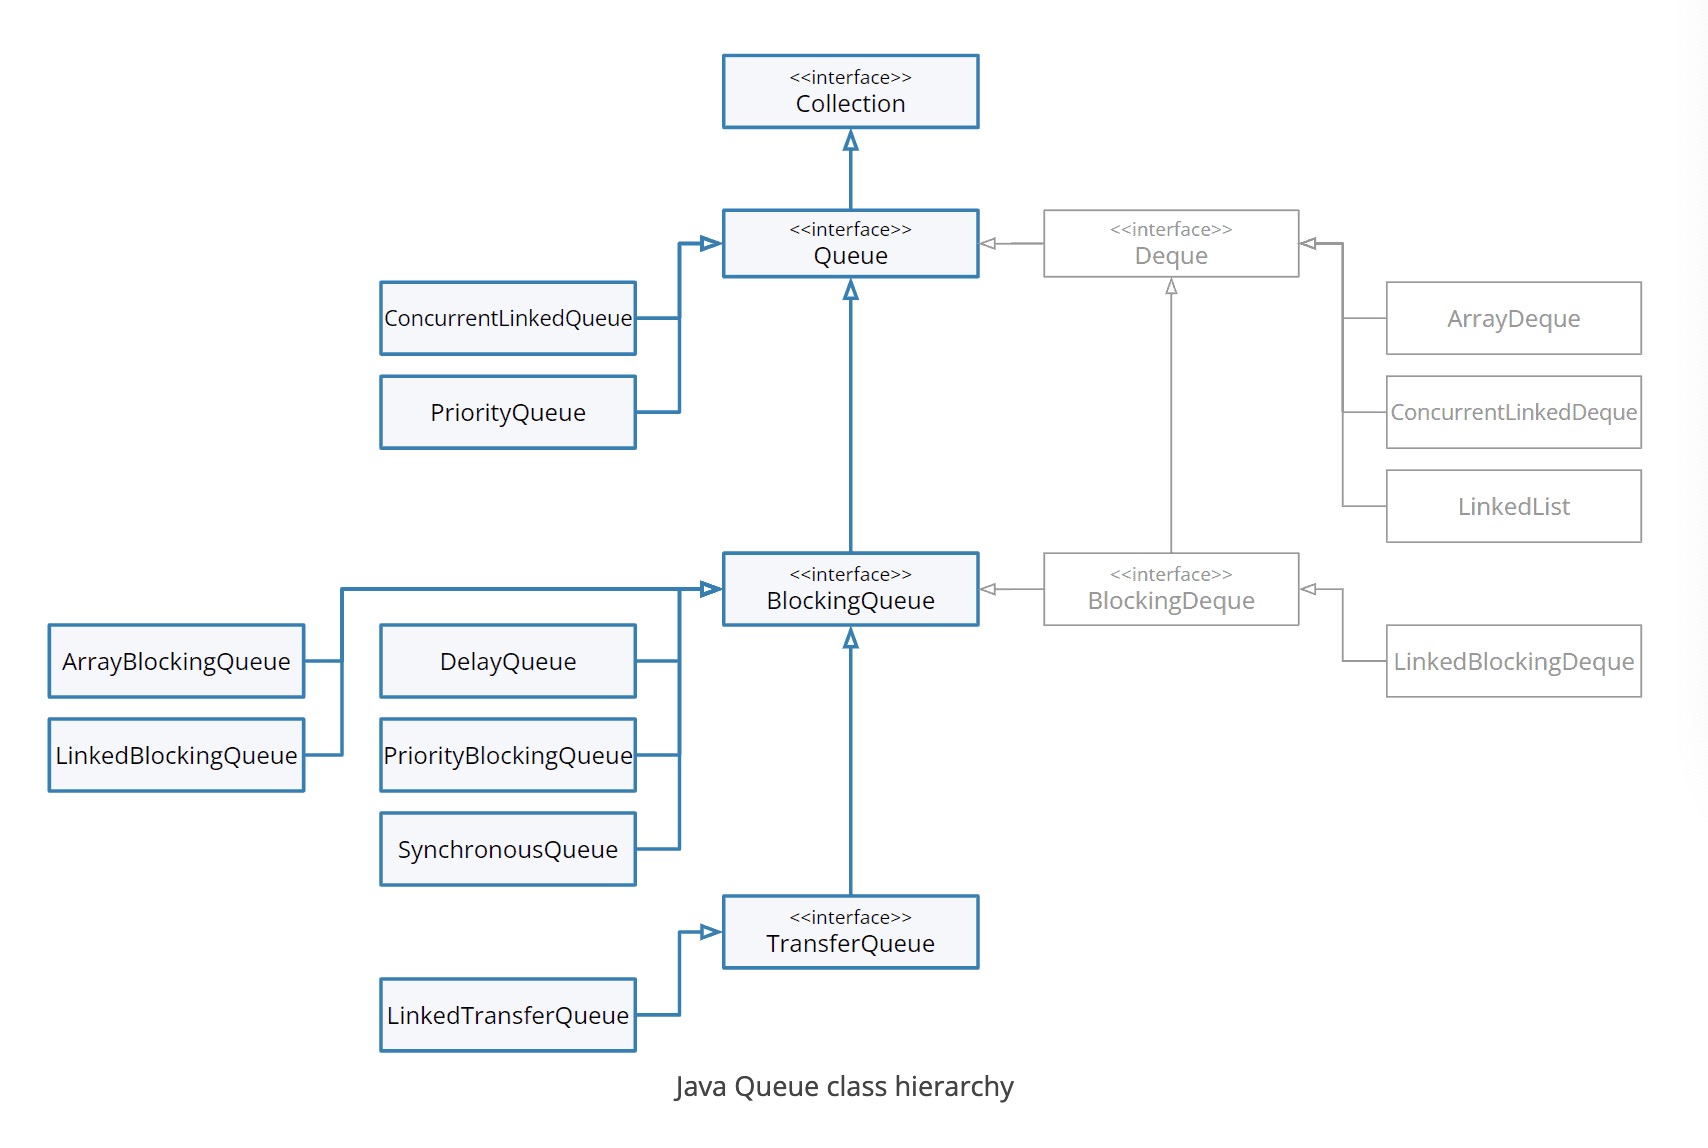 <<interface>>
Collection
<<interface>>
Queue
<<interface>>
Deque
ConcurrentLinkedQueue
ArrayDeque
PriorityQueue
ConcurrentLinkedDeque
LinkedList
<<interface>>
BlockingQueue
<<interface>>
BlockingDeque
ArrayBlockingQueue
DelayQueue
LinkedBlockingDeque
LinkedBlockingQueue
PriorityBlockingQueue
SynchronousQueue
<<interface>>
TransferQueue
LinkedTransferQueue
Java Queue class hierarchy